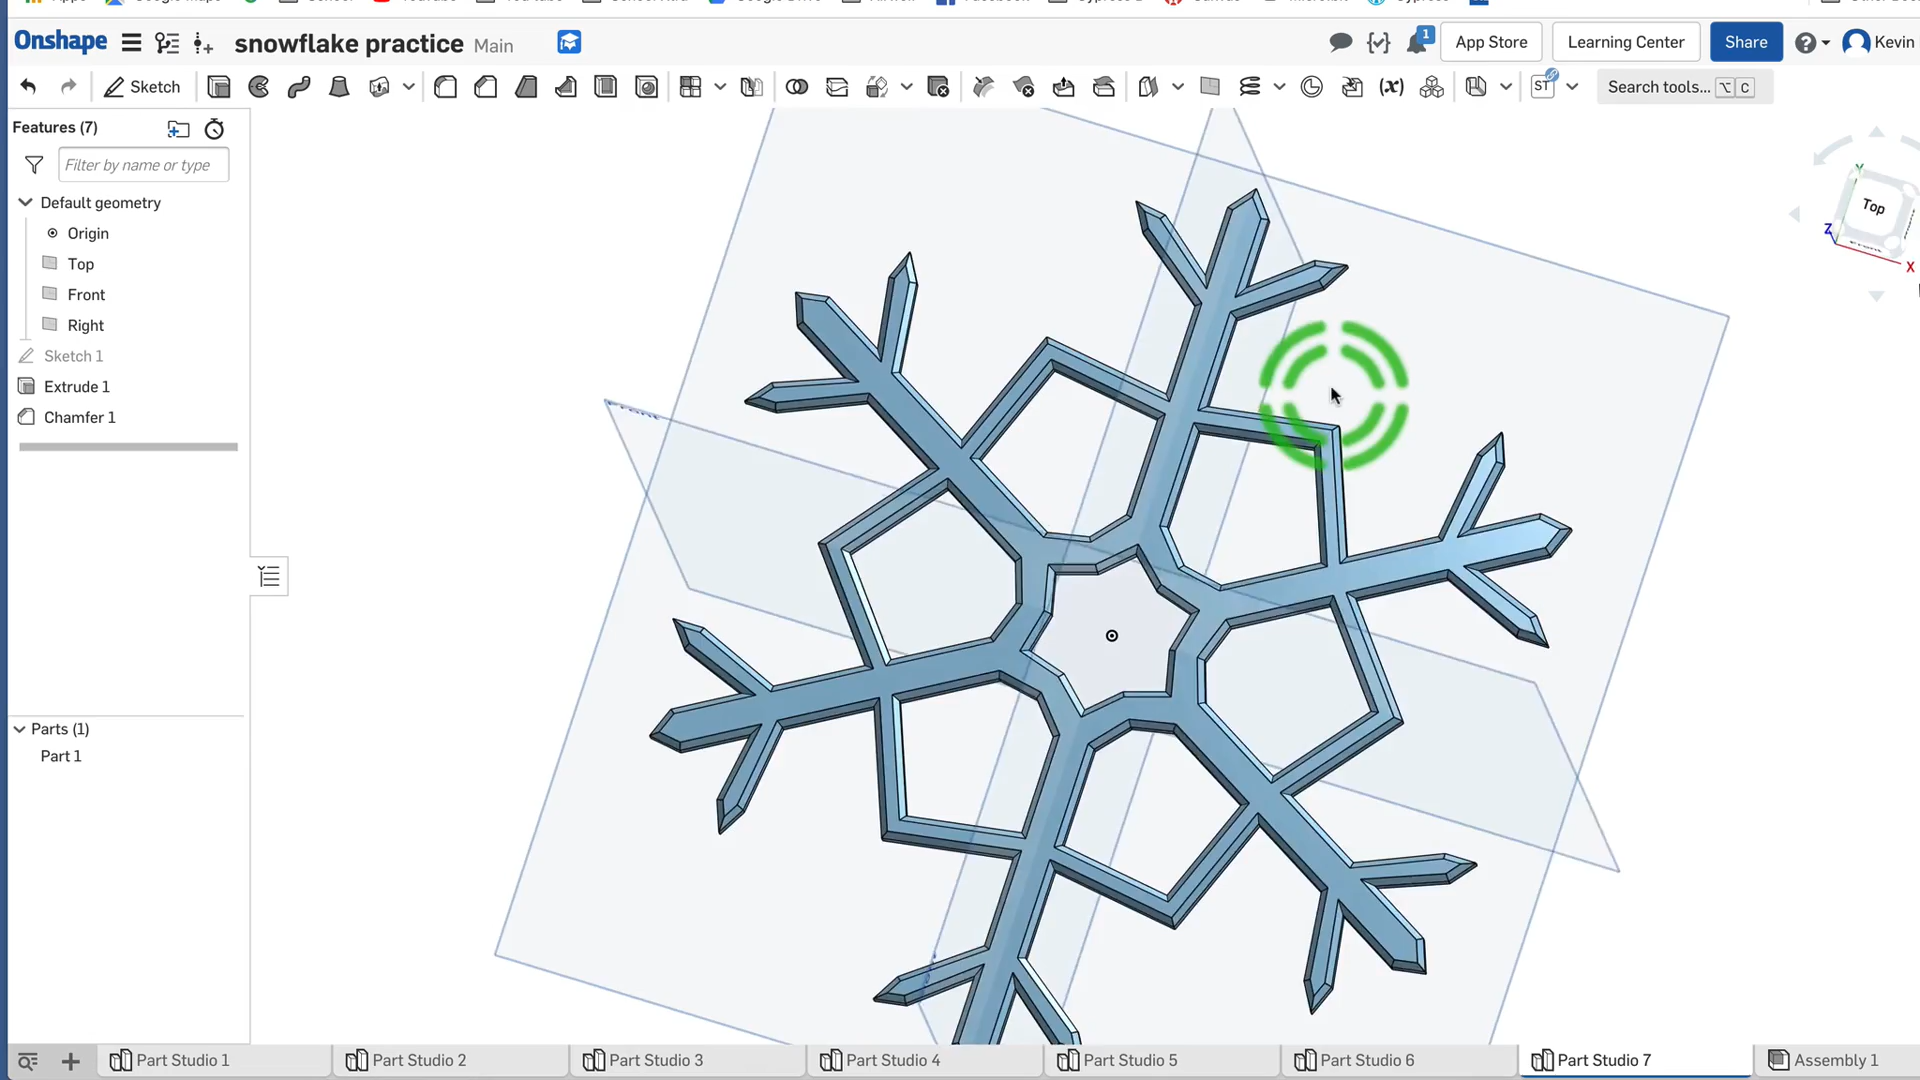 Onshape snowflake practice Main 1 App Store Learning Center Share Kevin
Sketch ST Search tools... ⌥ C
Features (7)
Filter by name or type
Default geometry
Origin
Top
Front
Right
Sketch 1
Extrude 1
Chamfer 1
Parts (1)
Part 1
Y
Top
Z
Front
X
Part Studio 1 Part Studio 2 Part Studio 3 Part Studio 4 Part Studio 5 Part Studio 6 Part Studio 7 Assembly 1